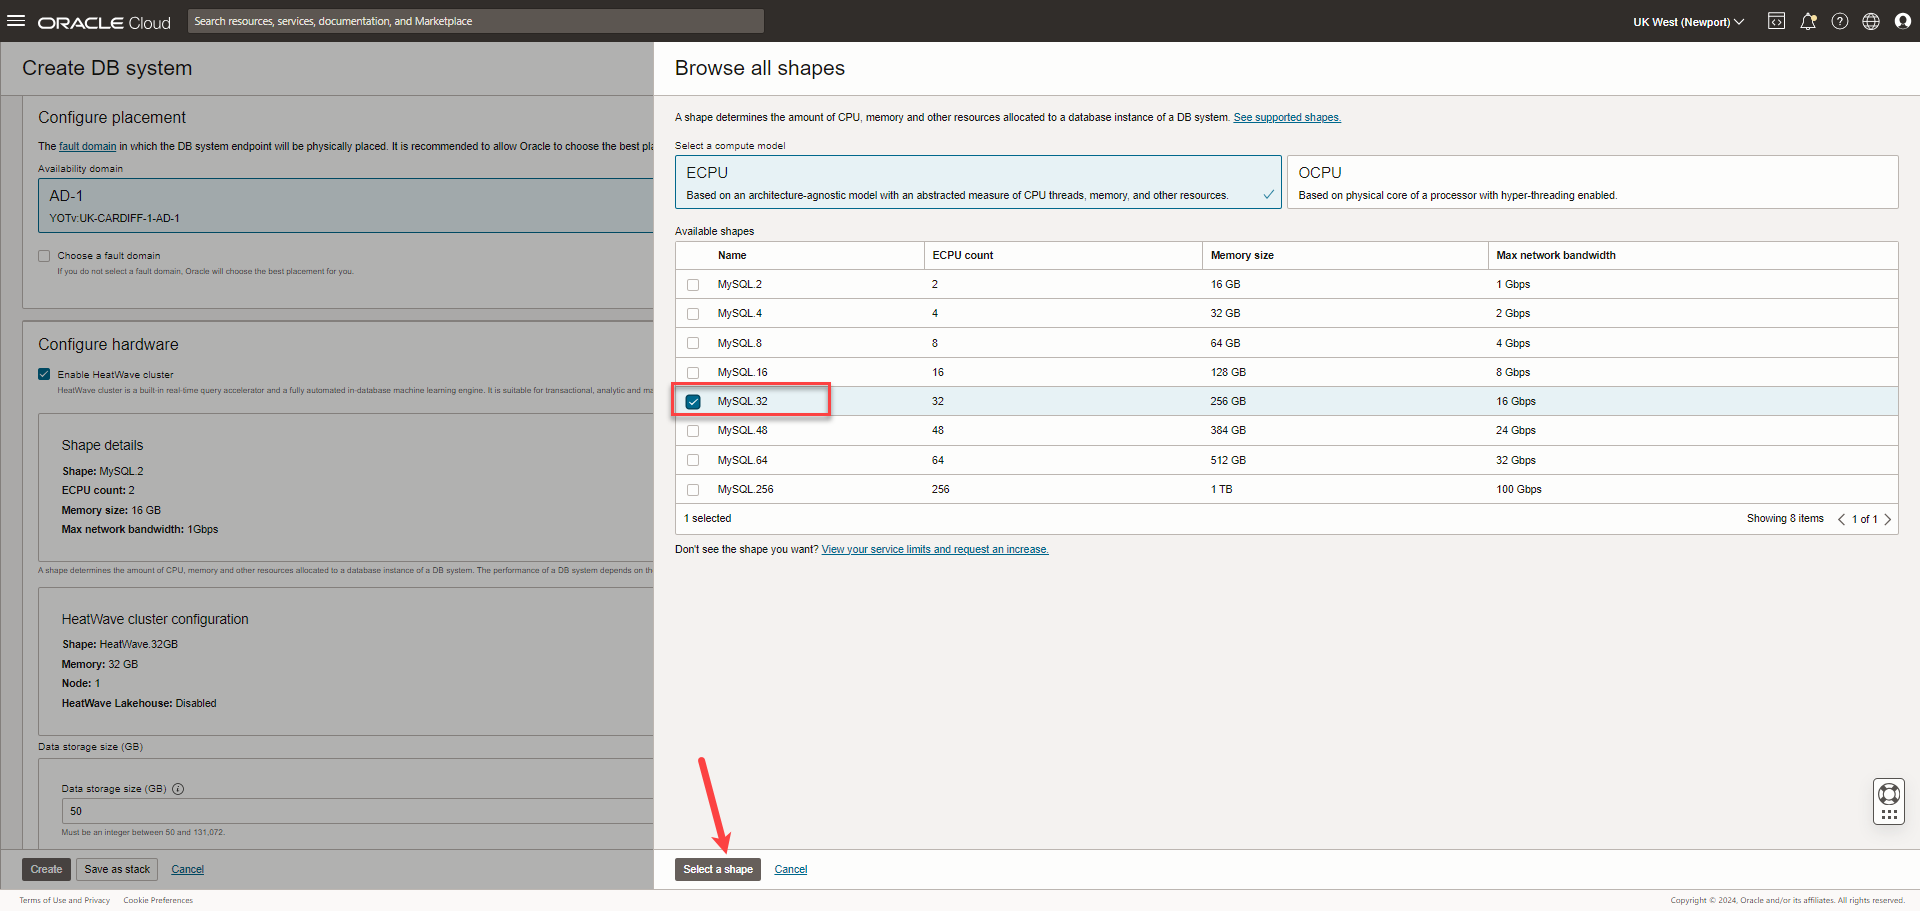 ORACLE Cloud
Search resources, services, documentation, and Marketplace
UK West (Newport)
Create DB system
Configure placement
The fault domain in which the DB system endpoint will be physically placed. It is recommended to allow Oracle to choose the best pl
Availability domain
AD-1
YOTv:UK-CARDIFF-1-AD-1
Choose a fault domain
If you do not select a fault domain, Oracle will choose the best placement for you.
Configure hardware
Enable HeatWave cluster
HeatWave cluster is a built-in real-time query accelerator and a fully automated in-database machine learning engine. It is suitable for transactional, analytic and ma
Shape details
Shape: MySQL.2
ECPU count: 2
Memory size: 16 GB
Max network bandwidth: 1Gbps
A shape determines the amount of CPU, memory and other resources allocated to a database instance of a DB system. The performance of a DB system depends on th
HeatWave cluster configuration
Shape: HeatWave.32GB
Memory: 32 GB
Node: 1
HeatWave Lakehouse: Disabled
Data storage size (GB)
Data storage size (GB)
50
Must be an integer between 50 and 131,072.
Create Save as stack Cancel
Browse all shapes
A shape determines the amount of CPU, memory and other resources allocated to a database instance of a DB system. See supported shapes.
Select a compute model
ECPU
Based on an architecture-agnostic model with an abstracted measure of CPU threads, memory, and other resources.
OCPU
Based on physical core of a processor with hyper-threading enabled.
Available shapes
Name ECPU count Memory size Max network bandwidth
MySQL.2 2 16 GB 1 Gbps
MySQL.4 4 32 GB 2 Gbps
MySQL.8 8 64 GB 4 Gbps
MySQL.16 16 128 GB 8 Gbps
MySQL.32 32 256 GB 16 Gbps
MySQL.48 48 384 GB 24 Gbps
MySQL.64 64 512 GB 32 Gbps
MySQL.256 256 1 TB 100 Gbps
1 selected Showing 8 items 1 of 1
Don't see the shape you want? View your service limits and request an increase.
Select a shape Cancel
Terms of Use and Privacy Cookie Preferences
Copyright © 2024, Oracle and/or its affiliates. All rights reserved.